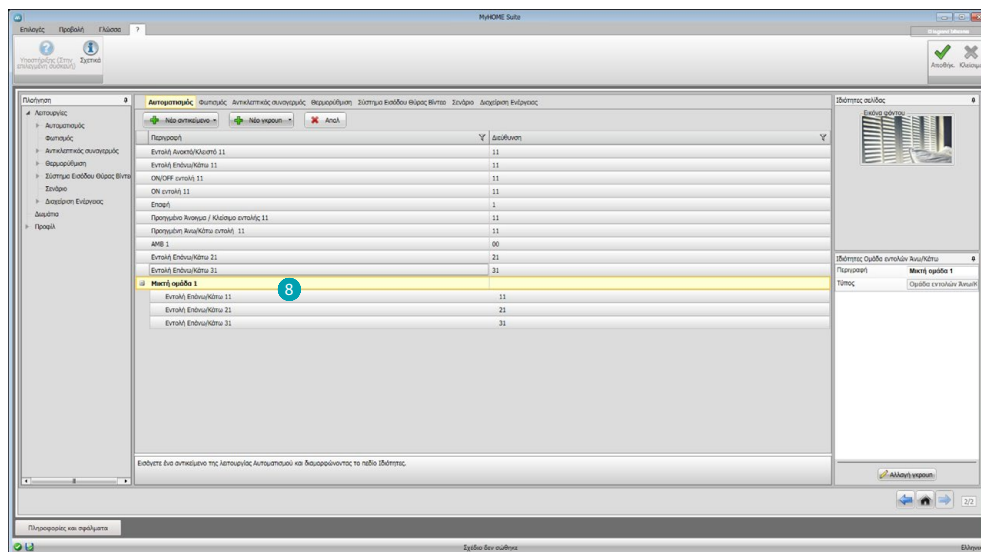 MyHOME Suite
Επιλογές Προβολή Γλώσσα ?
Υποστήριξης (Στην επιλεγμένη συσκευή)
Σχετικά
Αποθήκ. Κλείσιμο
Πλοήγηση
Λειτουργίες
Αυτοματισμός
Φωτισμός
Αντικλεπτικός συναγερμός
Θερμορύθμιση
Σύστημα Εισόδου Θύρας Βίντεο
Σενάριο
Διαχείριση Ενέργειας
Δωμάτια
Προφίλ
Αυτοματισμός Φωτισμός Αντικλεπτικός συναγερμός Θερμορύθμιση Σύστημα Εισόδου Θύρας Βίντεο Σενάριο Διαχείριση Ενέργειας
Νέο αντικείμενο Νέο γκρουπ Απαλ
Περιγραφή Διεύθυνση
Εντολή Ανοικτό/Κλειστό 11 11
Εντολή Επάνω/Κάτω 11 11
ON/OFF εντολή 11 11
ON εντολή 11 11
Επαφή 1
Προηγμένο Άνοιγμα / Κλείσιμο εντολής 11 11
Προηγμένη Άνω/Κάτω εντολή 11 11
AMB 1 00
Εντολή Επάνω/Κάτω 21 21
Εντολή Επάνω/Κάτω 31 31
Μικτή ομάδα 1
8
Εντολή Επάνω/Κάτω 11 11
Εντολή Επάνω/Κάτω 21 21
Εντολή Επάνω/Κάτω 31 31
Εισάγετε ένα αντικείμενο της λειτουργίας Αυτοματισμού και διαμορφώνοντας το πεδίο Ιδιότητες.
Ιδιότητες σελίδας
Εικόνα φόντου
Ιδιότητες Ομάδα εντολών Άνω/Κάτω
Περιγραφή Μικτή ομάδα 1
Τύπος Ομάδα εντολών Άνω/Κ
Αλλαγή γκρουπ
2/2
Πληροφορίες και σφάλματα
Σχέδιο δεν σώθηκε
Ελληνικ